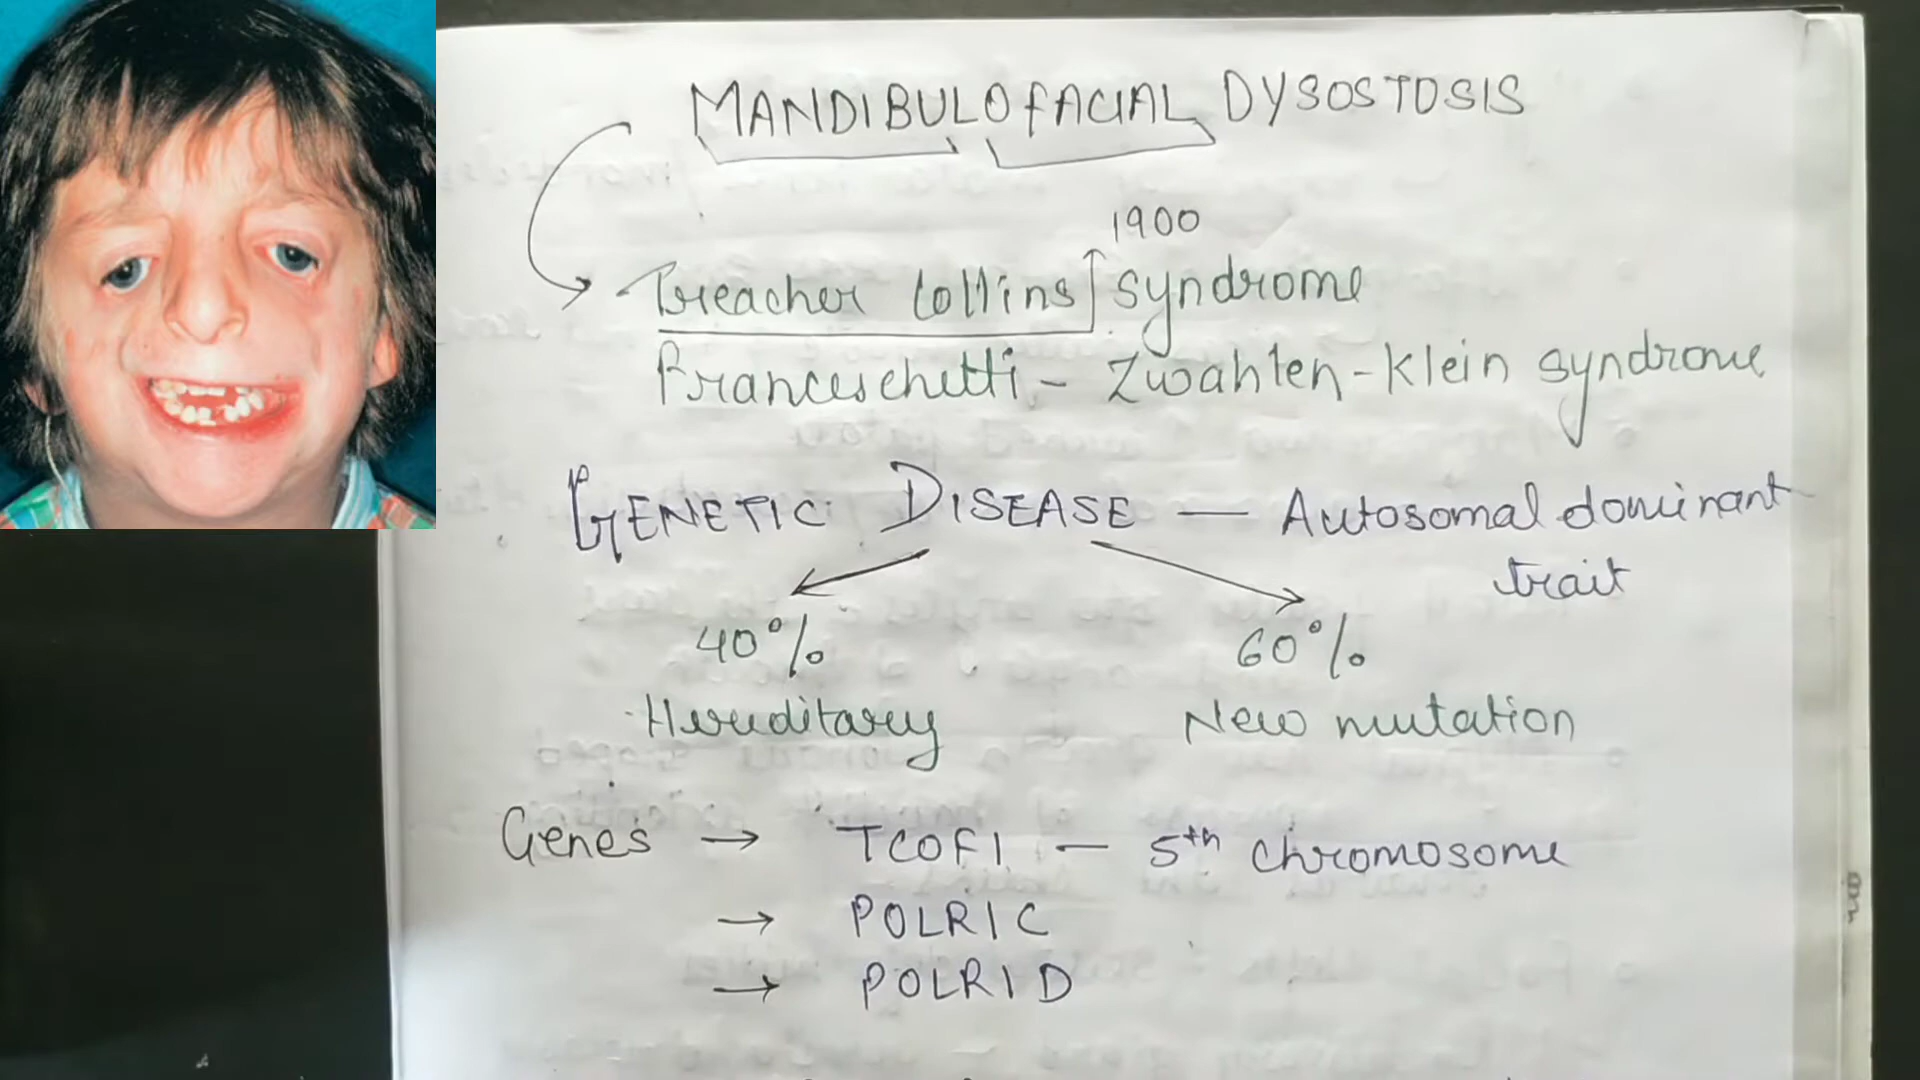 MANDIBULOFACIAL DYSOSTOSIS
1900
Treacher Collins syndrome
Franceschetti - Zwahlen - Klein syndrome
GENETIC DISEASE — Autosomal dominant
trait
40% 60%
Hereditary New mutation
Genes → TCOF1 — 5th chromosome
→ POLR1C
→ POLR1D